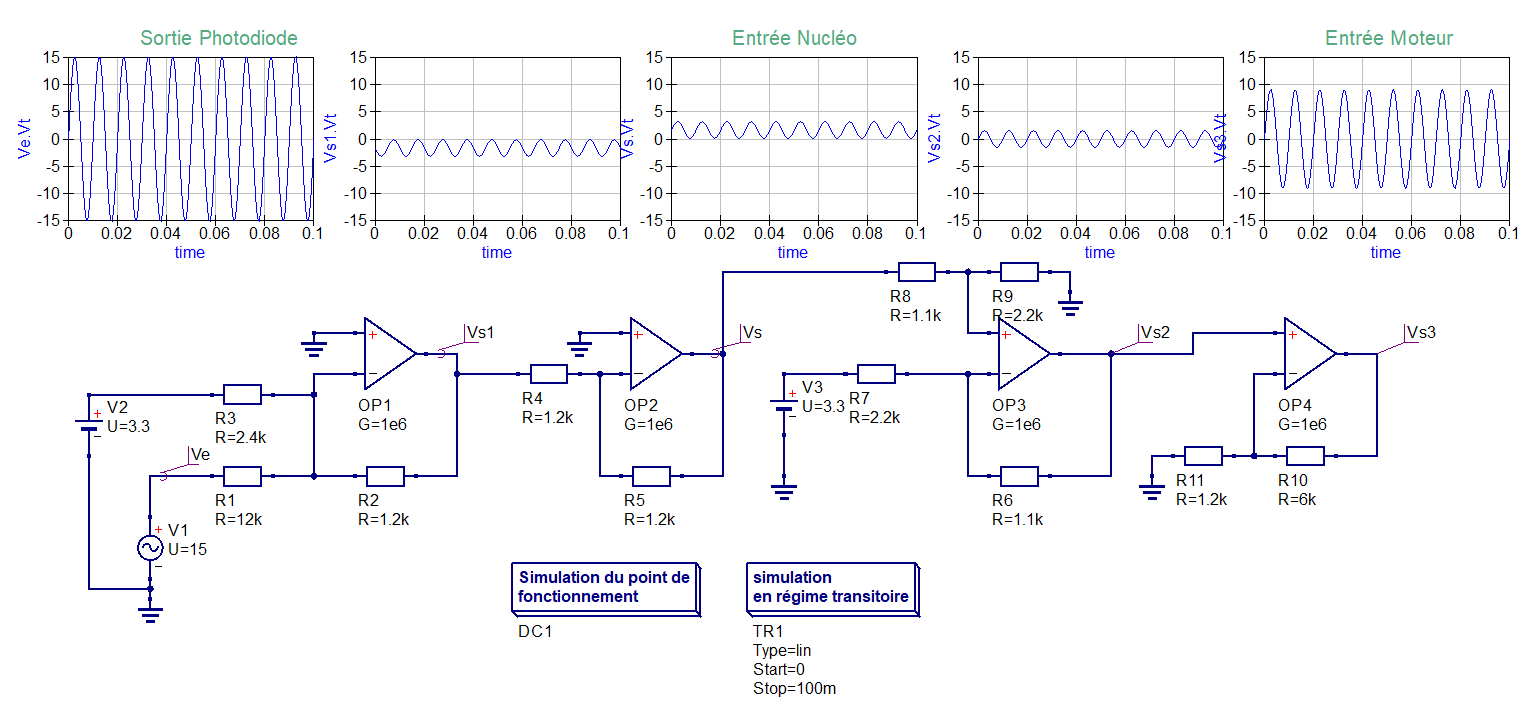 Sortie Photodiode
Entrée Nucléo
Entrée Moteur
15
10
5
0
-5
-10
-15
Ve.Vt
0 0.02 0.04 0.06 0.08 0.1
time
15
10
5
0
-5
-10
-15
Vs1.Vt
0 0.02 0.04 0.06 0.08 0.1
time
15
10
5
0
-5
-10
-15
Vs.Vt
0 0.02 0.04 0.06 0.08 0.1
time
15
10
5
0
-5
-10
-15
Vs2.Vt
0 0.02 0.04 0.06 0.08 0.1
time
15
10
5
0
-5
-10
-15
Vs3.Vt
0 0.02 0.04 0.06 0.08 0.1
time
V2
U=3.3
R3
R=2.4k
Ve
R1
R=12k
V1
U=15
Vs1
OP1
G=1e6
R2
R=1.2k
R4
R=1.2k
Vs
OP2
G=1e6
R5
R=1.2k
R8
R=1.1k
R9
R=2.2k
V3
U=3.3
R7
R=2.2k
Vs2
OP3
G=1e6
R6
R=1.1k
Vs3
OP4
G=1e6
R11
R=1.2k
R10
R=6k
Simulation du point de
fonctionnement
DC1
simulation
en régime transitoire
TR1
Type=lin
Start=0
Stop=100m